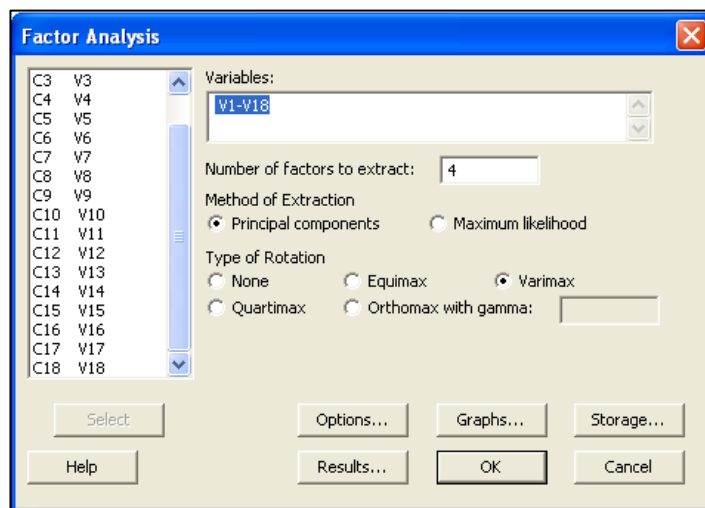 Factor Analysis
C3 V3
C4 V4
C5 V5
C6 V6
C7 V7
C8 V8
C9 V9
C10 V10
C11 V11
C12 V12
C13 V13
C14 V14
C15 V15
C16 V16
C17 V17
C18 V18
Variables:
V1-V18
Number of factors to extract: 4
Method of Extraction
Principal components Maximum likelihood
Type of Rotation
None Equimax Varimax
Quartimax Orthomax with gamma:
Select Options... Graphs... Storage...
Help Results... OK Cancel